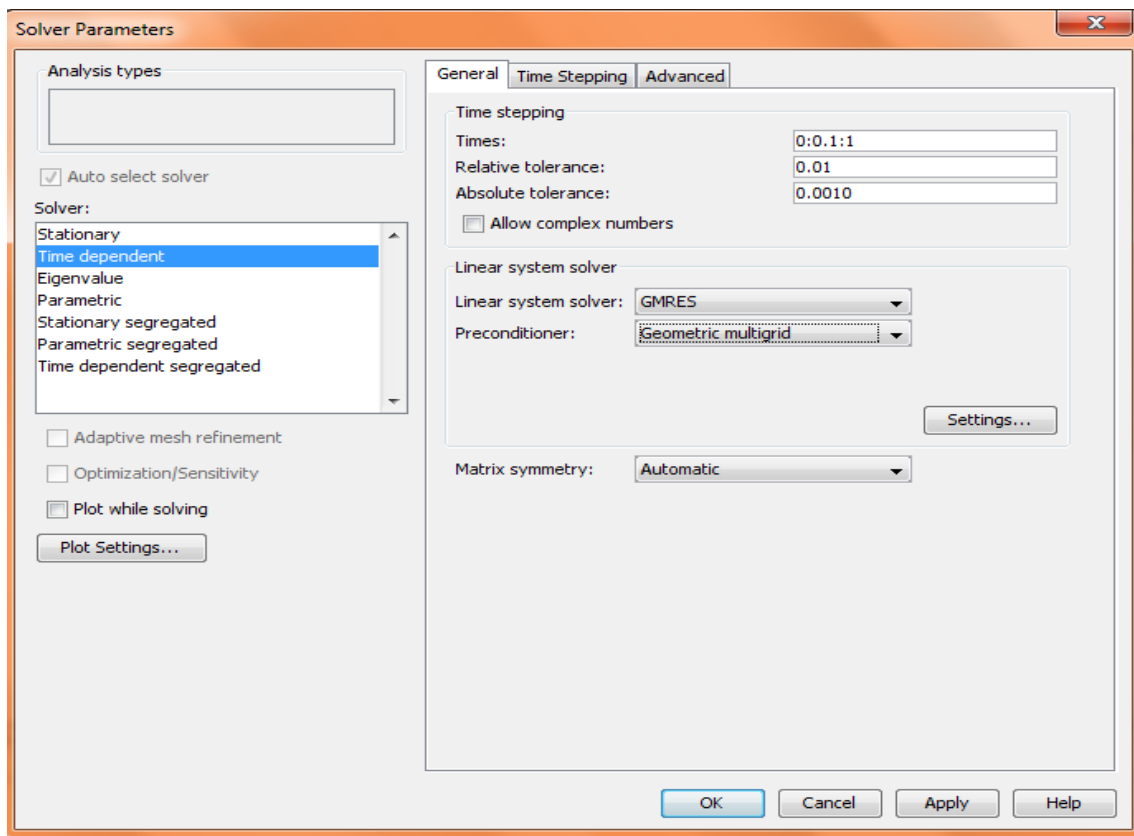 Solver Parameters
Analysis types
Auto select solver
Solver:
Stationary
Time dependent
Eigenvalue
Parametric
Stationary segregated
Parametric segregated
Time dependent segregated
Adaptive mesh refinement
Optimization/Sensitivity
Plot while solving
Plot Settings...
General Time Stepping Advanced
Time stepping
Times: 0:0.1:1
Relative tolerance: 0.01
Absolute tolerance: 0.0010
Allow complex numbers
Linear system solver
Linear system solver: GMRES
Preconditioner: Geometric multigrid
Settings...
Matrix symmetry: Automatic
OK Cancel Apply Help